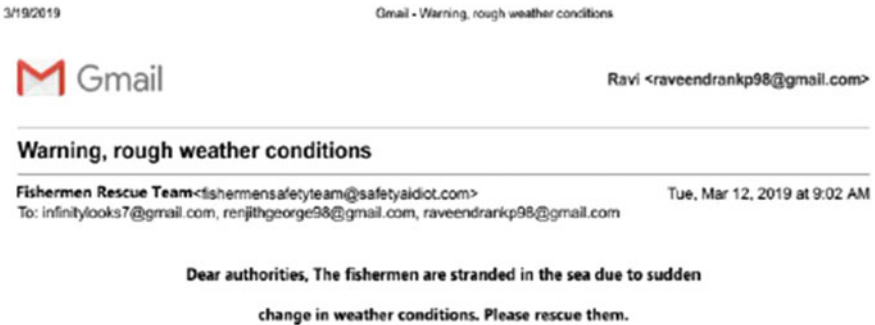 3/19/2019 Gmail - Warning, rough weather conditions
Gmail Ravi <raveendrankp98@gmail.com>
Warning, rough weather conditions
Fishermen Rescue Team<fishermensafetyteam@safetyaidiot.com> Tue, Mar 12, 2019 at 9:02 AM
To: infinitylooks7@gmail.com, renjithgeorge98@gmail.com, raveendrankp98@gmail.com
Dear authorities, The fishermen are stranded in the sea due to sudden
change in weather conditions. Please rescue them.